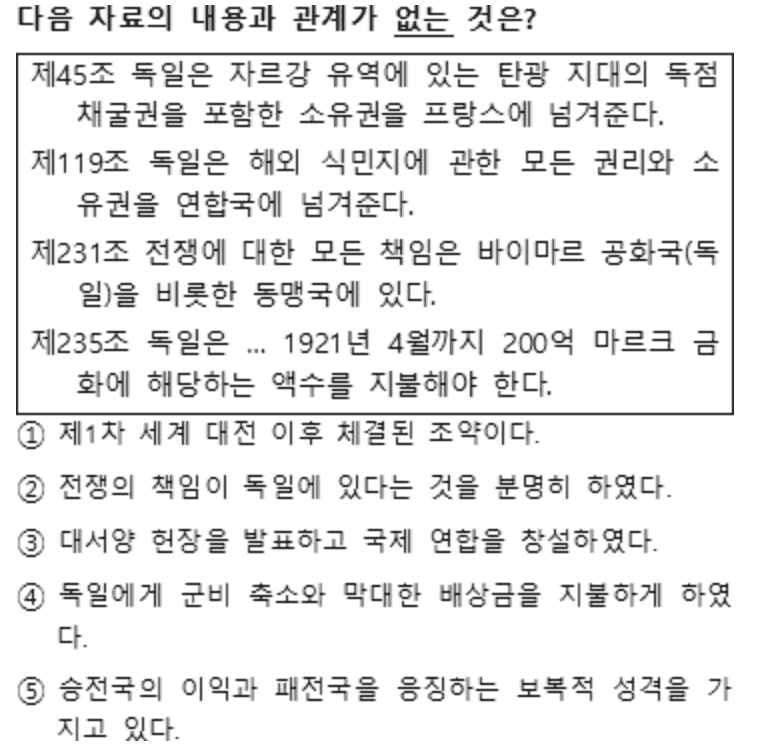 다음 자료의 내용과 관계가 없는 것은?
제45조 독일은 자르강 유역에 있는 탄광 지대의 독점
채굴권을 포함한 소유권을 프랑스에 넘겨준다.
제119조 독일은 해외 식민지에 관한 모든 권리와 소
유권을 연합국에 넘겨준다.
제231조 전쟁에 대한 모든 책임은 바이마르 공화국(독
일)을 비롯한 동맹국에 있다.
제235조 독일은 ... 1921년 4월까지 200억 마르크 금
화에 해당하는 액수를 지불해야 한다.
① 제1차 세계 대전 이후 체결된 조약이다.
② 전쟁의 책임이 독일에 있다는 것을 분명히 하였다.
③ 대서양 헌장을 발표하고 국제 연합을 창설하였다.
④ 독일에게 군비 축소와 막대한 배상금을 지불하게 하였
다.
⑤ 승전국의 이익과 패전국을 응징하는 보복적 성격을 가
지고 있다.